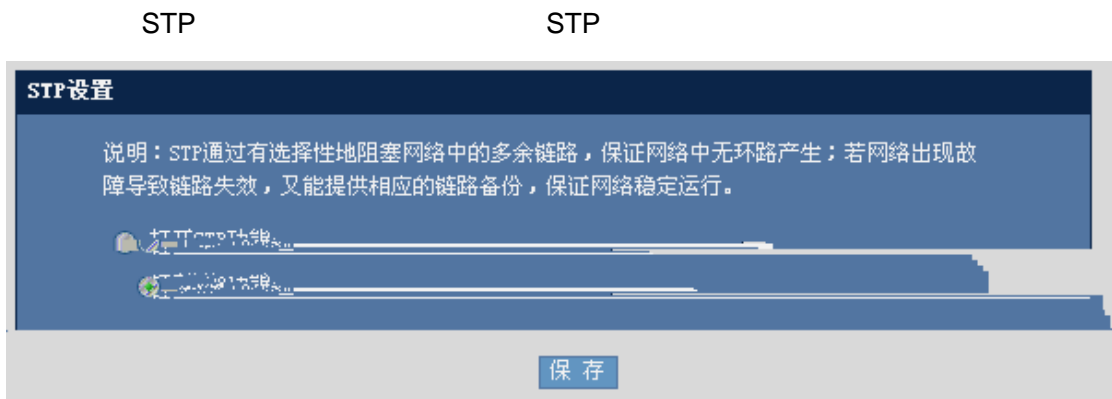 STP STP
STP设置
说明：STP通过有选择性地阻塞网络中的多余链路，保证网络中无环路产生；若网络出现故
障导致链路失效，又能提供相应的链路备份，保证网络稳定运行。
保 存